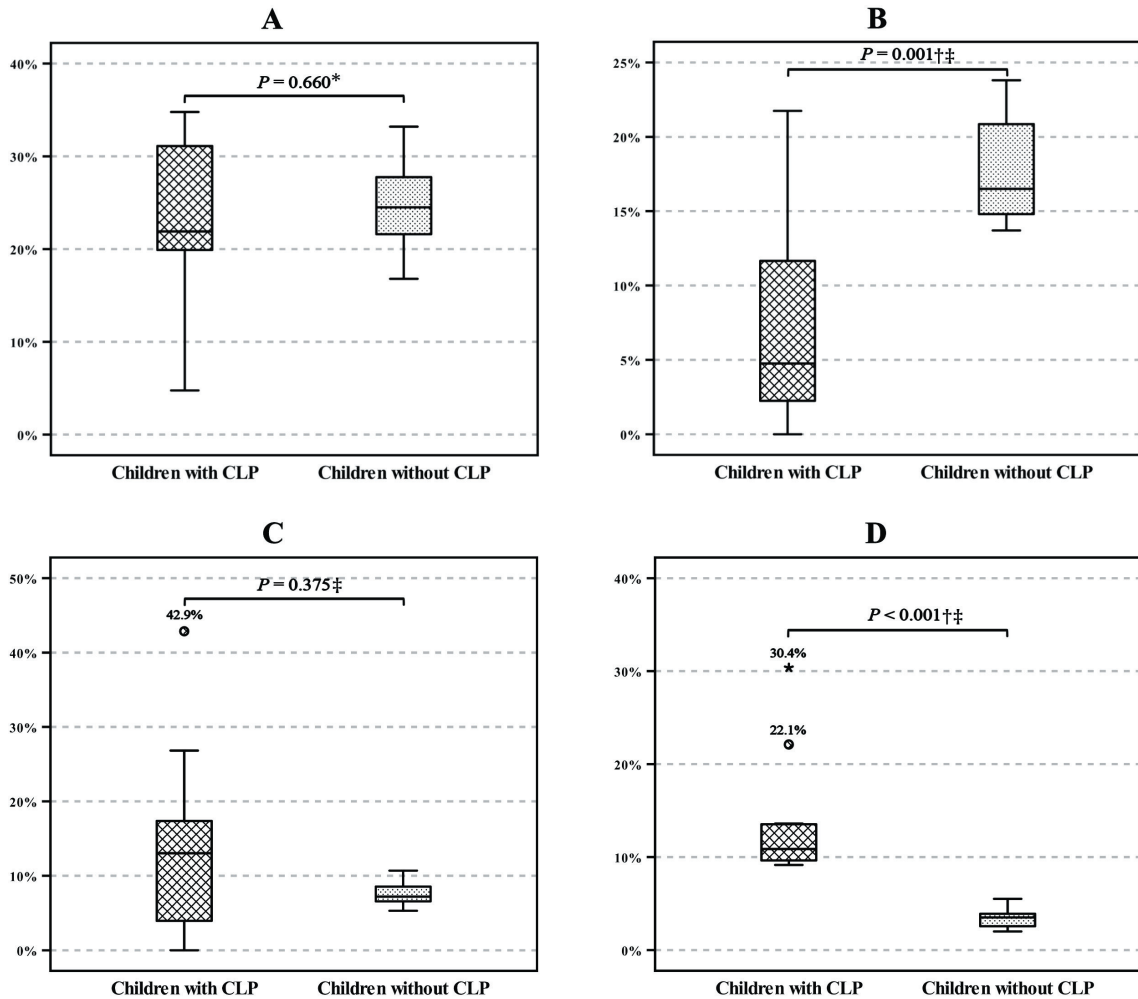 A
40%
30%
20%
10%
0%
P = 0.660*
Children with CLP
Children without CLP
B
25%
20%
15%
10%
5%
0%
P = 0.001†‡
Children with CLP
Children without CLP
C
50%
40%
30%
20%
10%
0%
P = 0.375‡
42.9%
Children with CLP
Children without CLP
D
40%
30%
20%
10%
0%
P < 0.001†‡
30.4%
22.1%
Children with CLP
Children without CLP